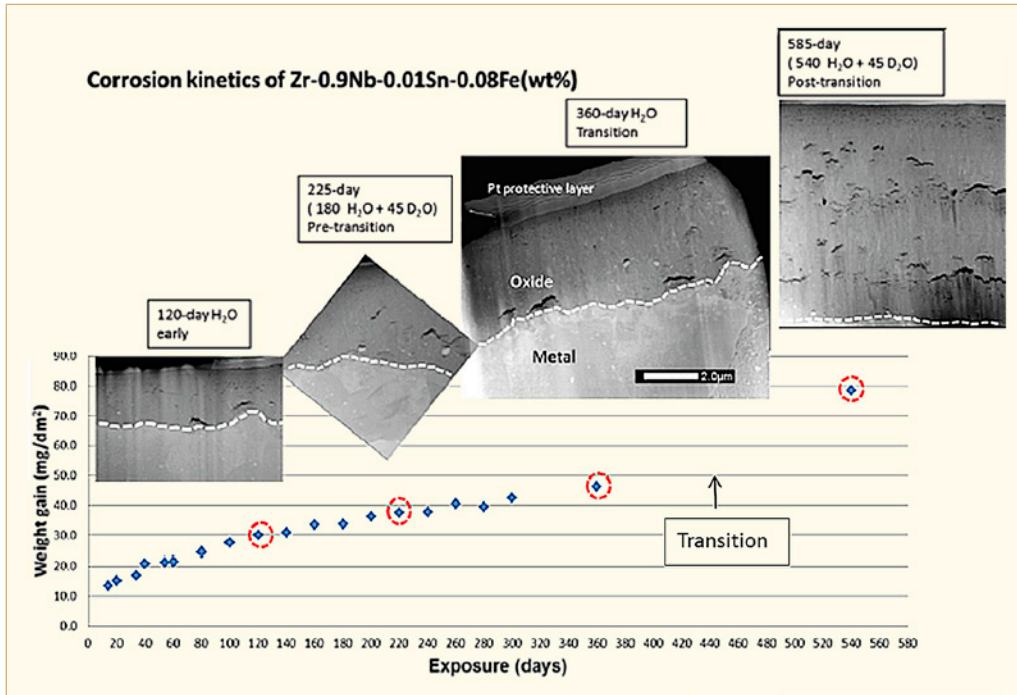 Corrosion kinetics of Zr-0.9Nb-0.01Sn-0.08Fe(wt%)
585-day
( 540 H₂O + 45 D₂O)
Post-transition
360-day H₂O
Transition
225-day
( 180 H₂O + 45 D₂O)
Pre-transition
120-day H₂O
early
Pt protective layer
Oxide
Metal
2.0μm
Weight gain (mg/dm²)
90.0
80.0
70.0
60.0
50.0
40.0
30.0
20.0
10.0
0.0
Transition
0 20 40 60 80 100 120 140 160 180 200 220 240 260 280 300 320 340 360 380 400 420 440 460 480 500 520 540 560 580
Exposure (days)